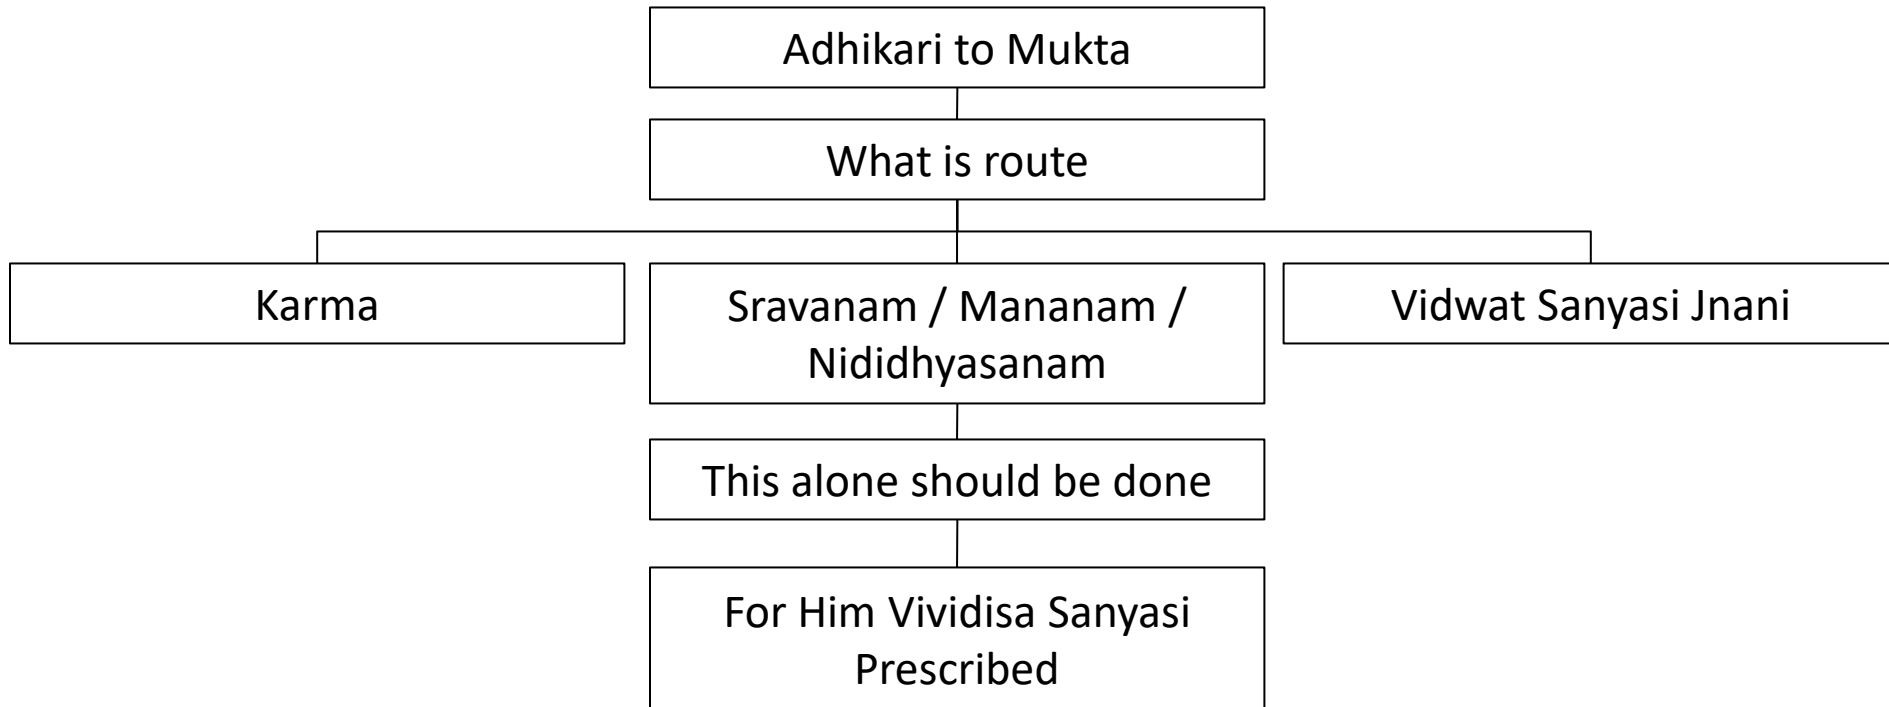 Adhikari to Mukta
What is route
Karma
Sravanam / Mananam /
Nididhyasanam
Vidwat Sanyasi Jnani
This alone should be done
For Him Vividisa Sanyasi
Prescribed